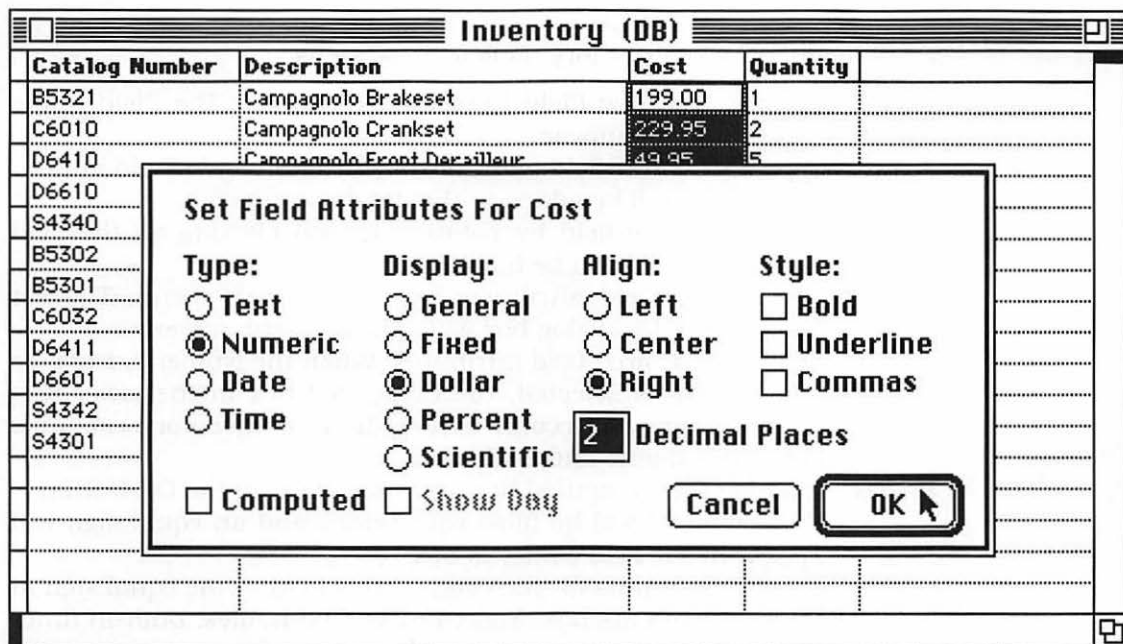 Inventory (DB)
Catalog Number Description Cost Quantity
B5321 Campagnolo Brakeset 199.00 1
C6010 Campagnolo Crankset 229.95 2
D6410 Campagnolo Front Derailleur 49.95 5
D6610
S4340
B5302
B5301
C6032
D6411
D6601
S4342
S4301
Set Field Attributes For Cost
Type: Display: Align: Style:
Text General Left Bold
Numeric Fixed Center Underline
Date Dollar Right Commas
Time Percent 2 Decimal Places
Scientific
Computed Show Day Cancel OK